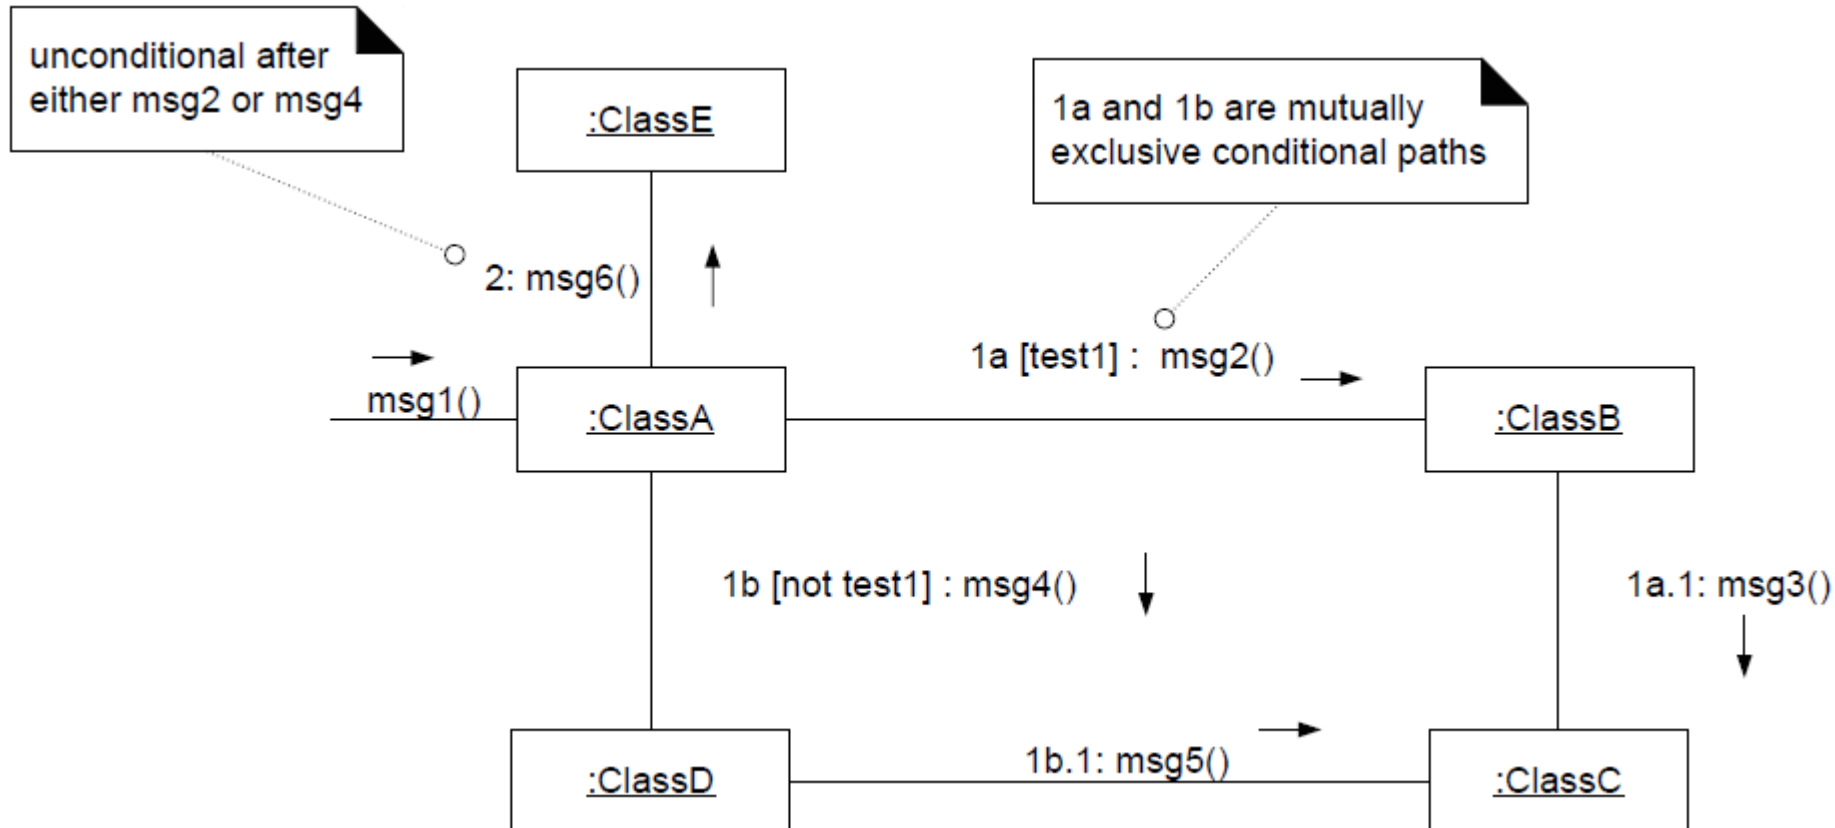 unconditional after
either msg2 or msg4
:ClassE
1a and 1b are mutually
exclusive conditional paths
2: msg6()
1a [test1] :  msg2()
msg1()
:ClassA
:ClassB
1b [not test1] : msg4()
1a.1: msg3()
1b.1: msg5()
:ClassD
:ClassC